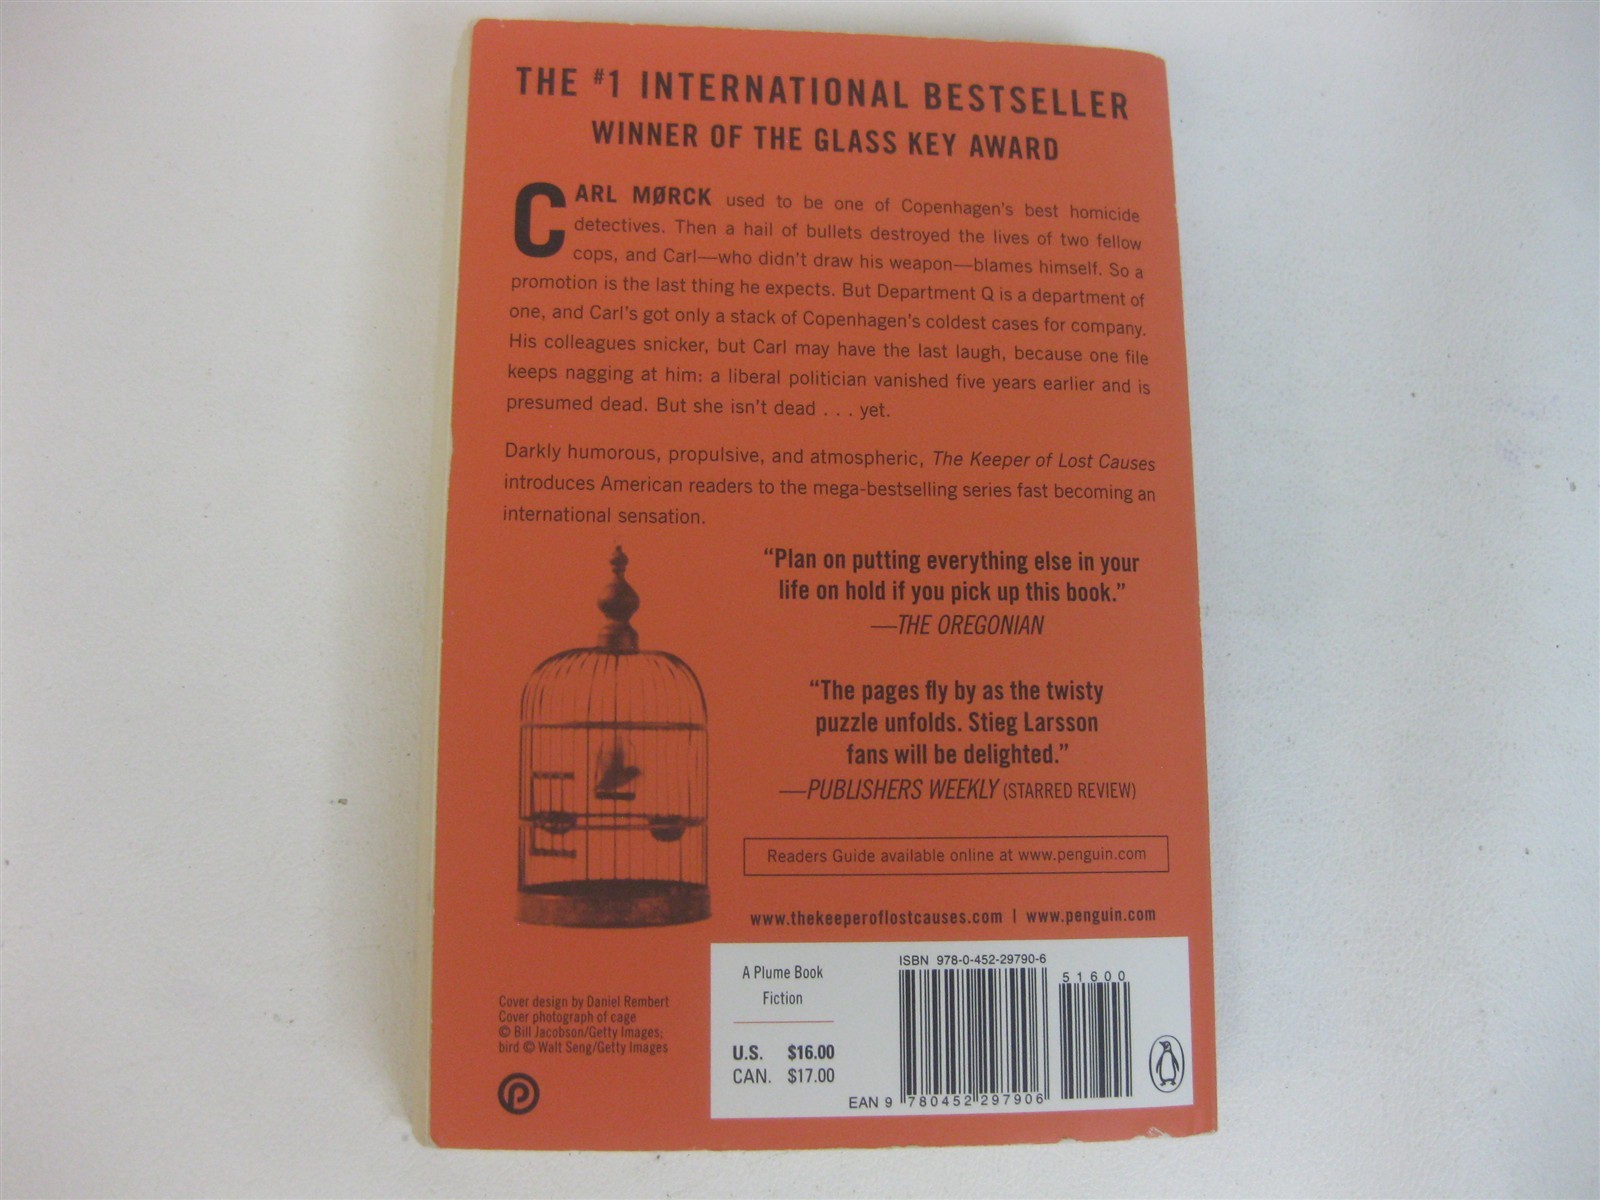 THE #1 INTERNATIONAL BESTSELLER
WINNER OF THE GLASS KEY AWARD
CARL MØRCK used to be one of Copenhagen's best homicide
detectives. Then a hail of bullets destroyed the lives of two fellow
cops, and Carl—who didn't draw his weapon—blames himself. So a
promotion is the last thing he expects. But Department Q is a department of
one, and Carl's got only a stack of Copenhagen's coldest cases for company.
His colleagues snicker, but Carl may have the last laugh, because one file
keeps nagging at him: a liberal politician vanished five years earlier and is
presumed dead. But she isn't dead . . . yet.
Darkly humorous, propulsive, and atmospheric, The Keeper of Lost Causes
introduces American readers to the mega-bestselling series fast becoming an
international sensation.
“Plan on putting everything else in your
life on hold if you pick up this book.”
—THE OREGONIAN
“The pages fly by as the twisty
puzzle unfolds. Stieg Larsson
fans will be delighted.”
—PUBLISHERS WEEKLY (STARRED REVIEW)
Readers Guide available online at www.penguin.com
www.thekeeperoflostcauses.com | www.penguin.com
Cover design by Daniel Rembert
Cover photograph of cage
© Bill Jacobson/Getty Images;
bird © Walt Seng/Getty Images
A Plume Book
Fiction
U.S. $16.00
CAN. $17.00
ISBN 978-0-452-29790-6
51600
EAN 9 780452 297906